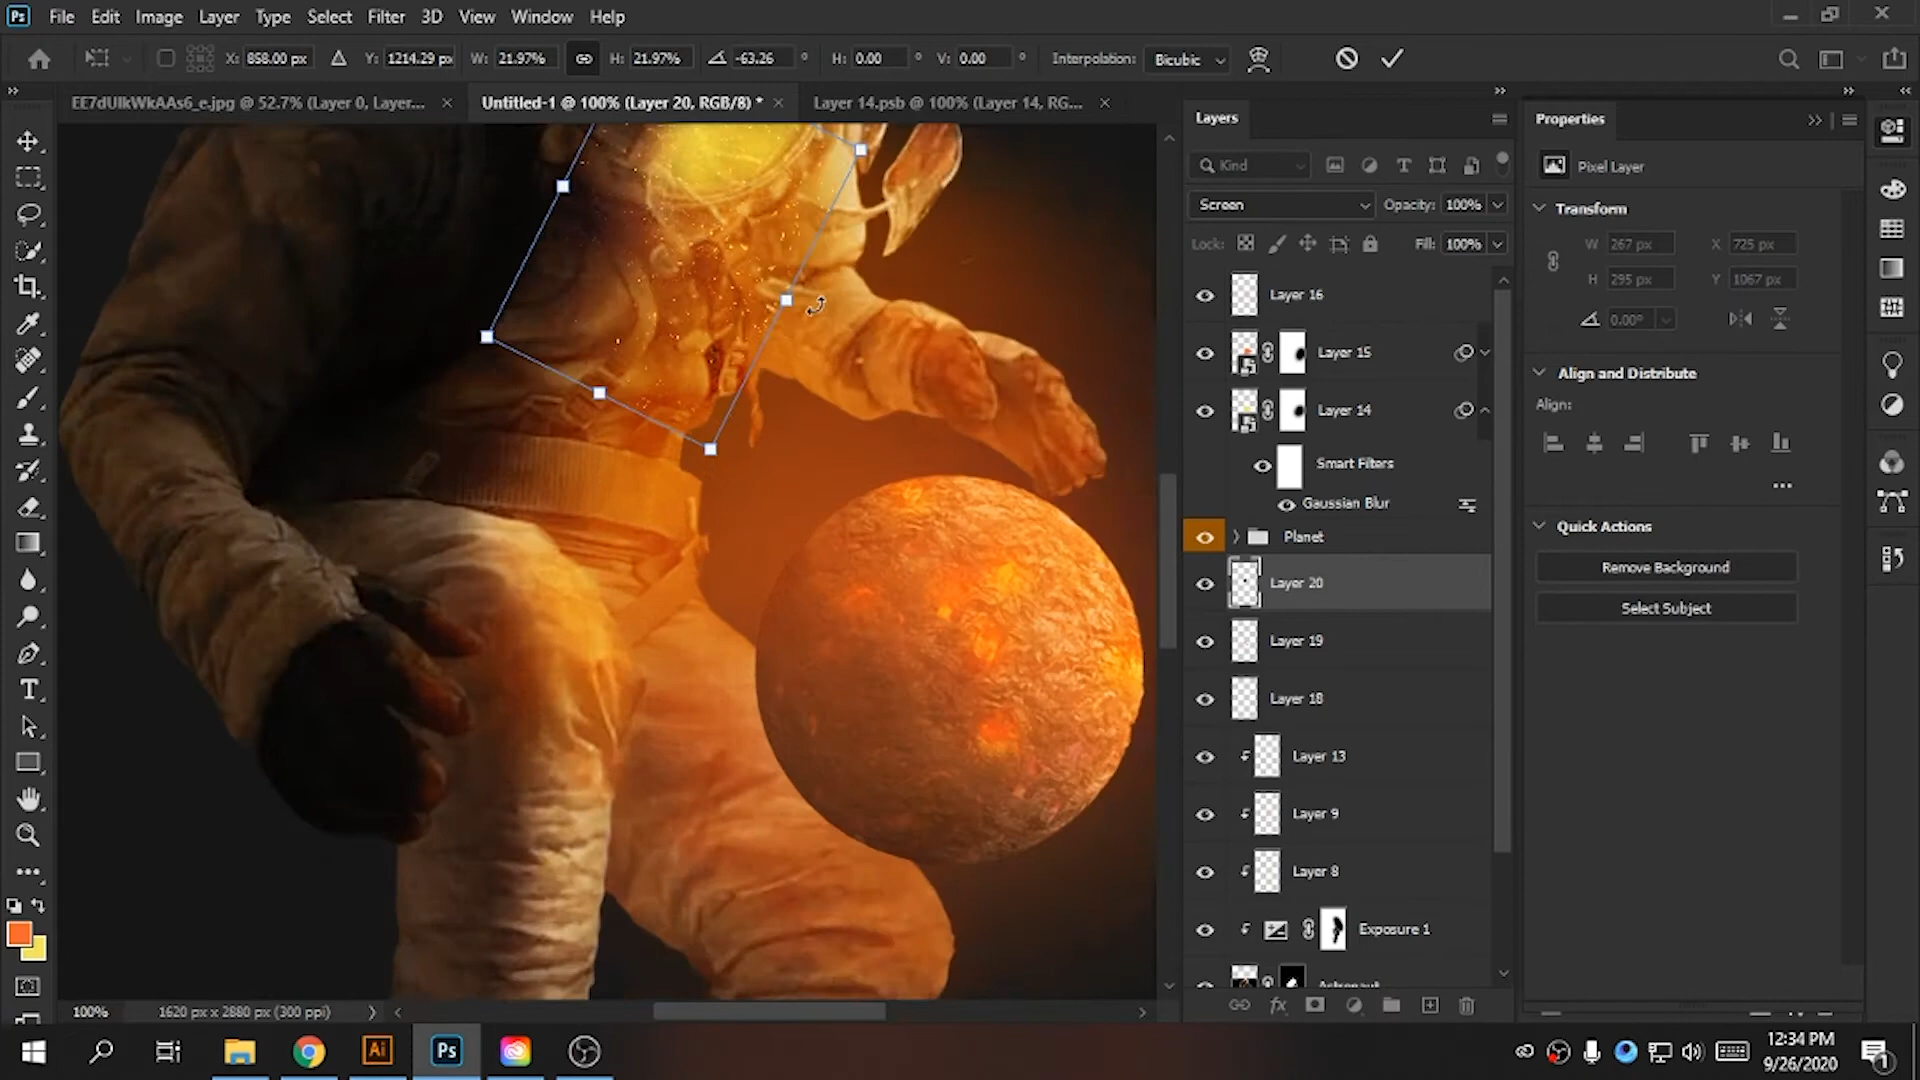 Ps File Edit Image Layer Type Select Filter 3D View Window Help
X: 858.00 px Y: 1214.29 px W: 21.97% H: 21.97% -63.26 ° H: 0.00 ° V: 0.00 ° Interpolation: Bicubic
EE7dUIkWkAAs6_e.jpg @ 52.7% (Layer 0, Layer... × Untitled-1 @ 100% (Layer 20, RGB/8) * × Layer 14.psb @ 100% (Layer 14, RG... ×
Layers
Kind
Screen Opacity: 100%
Lock: Fill: 100%
Layer 16
Layer 15
Layer 14
Smart Filters
Gaussian Blur
Planet
Layer 20
Layer 19
Layer 18
Layer 13
Layer 9
Layer 8
Exposure 1
Astronaut
Properties
Pixel Layer
Transform
W 267 px X 725 px
H 295 px Y 1067 px
0.00°
Align and Distribute
Align:
Quick Actions
Remove Background
Select Subject
100% 1620 px x 2880 px (300 ppi)
Ai Ps
12:34 PM
9/26/2020
1